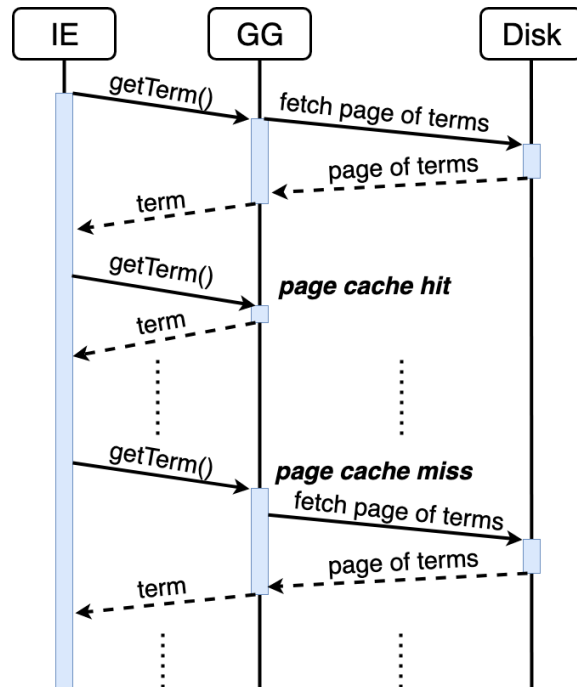 IE
GG
Disk
getTerm()
fetch page of terms
page of terms
term
getTerm()
page cache hit
term
getTerm()
page cache miss
fetch page of terms
page of terms
term